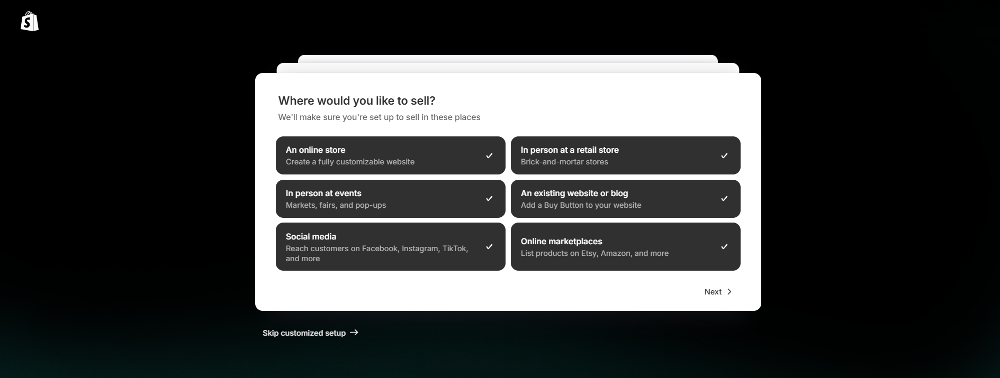 Where would you like to sell?
We'll make sure you're set up to sell in these places
An online store
Create a fully customizable website
In person at a retail store
Brick-and-mortar stores
In person at events
Markets, fairs, and pop-ups
An existing website or blog
Add a Buy Button to your website
Social media
Reach customers on Facebook, Instagram, TikTok,
and more
Online marketplaces
List products on Etsy, Amazon, and more
Next
Skip customized setup